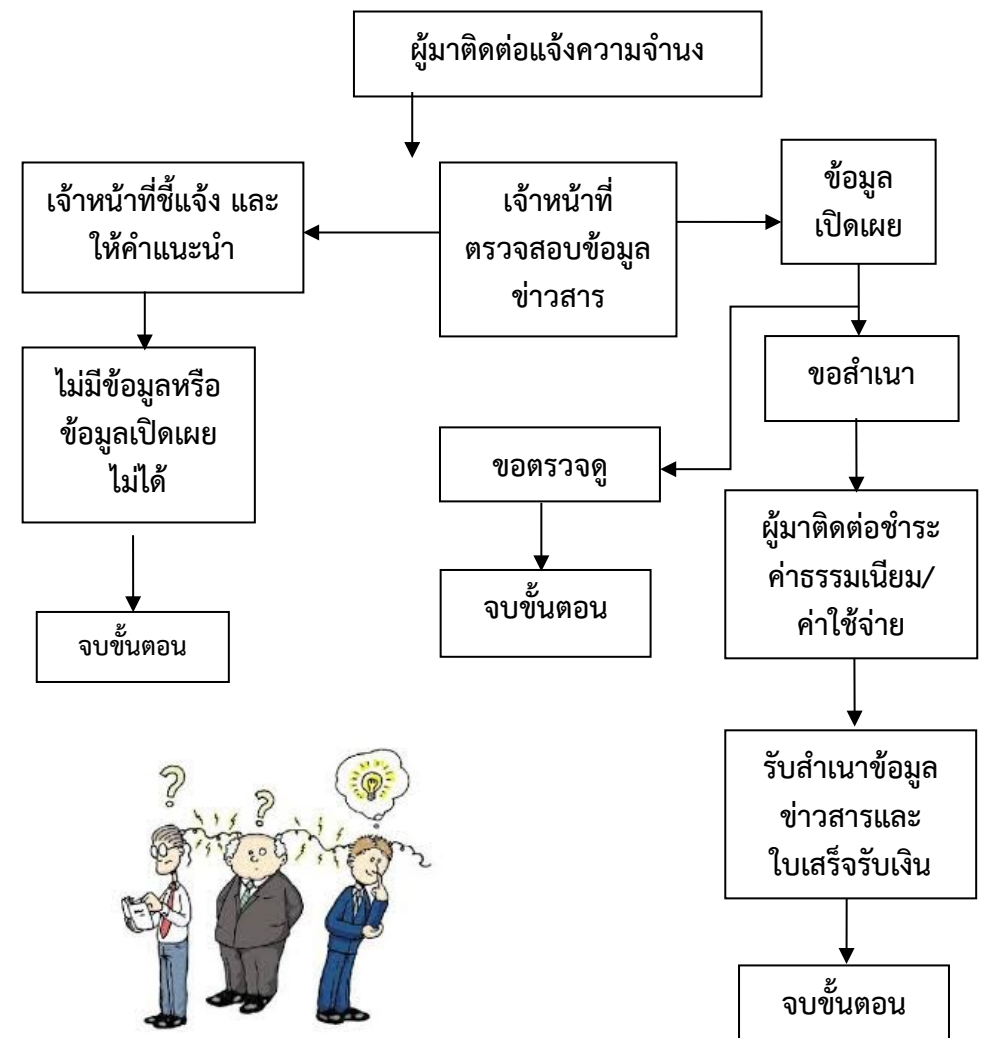 ผู้มาติดต่อแจ้งความจำนง
เจ้าหน้าที่ชี้แจ้ง และ
ให้คำแนะนำ
เจ้าหน้าที่
ตรวจสอบข้อมูล
ข่าวสาร
ข้อมูล
เปิดเผย
ไม่มีข้อมูลหรือ
ข้อมูลเปิดเผย
ไม่ได้
ขอสำเนา
ขอตรวจดู
ผู้มาติดต่อชำระ
ค่าธรรมเนียม/
ค่าใช้จ่าย
จบขั้นตอน
จบขั้นตอน
รับสำเนาข้อมูล
ข่าวสารและ
ใบเสร็จรับเงิน
? ?
จบขั้นตอน